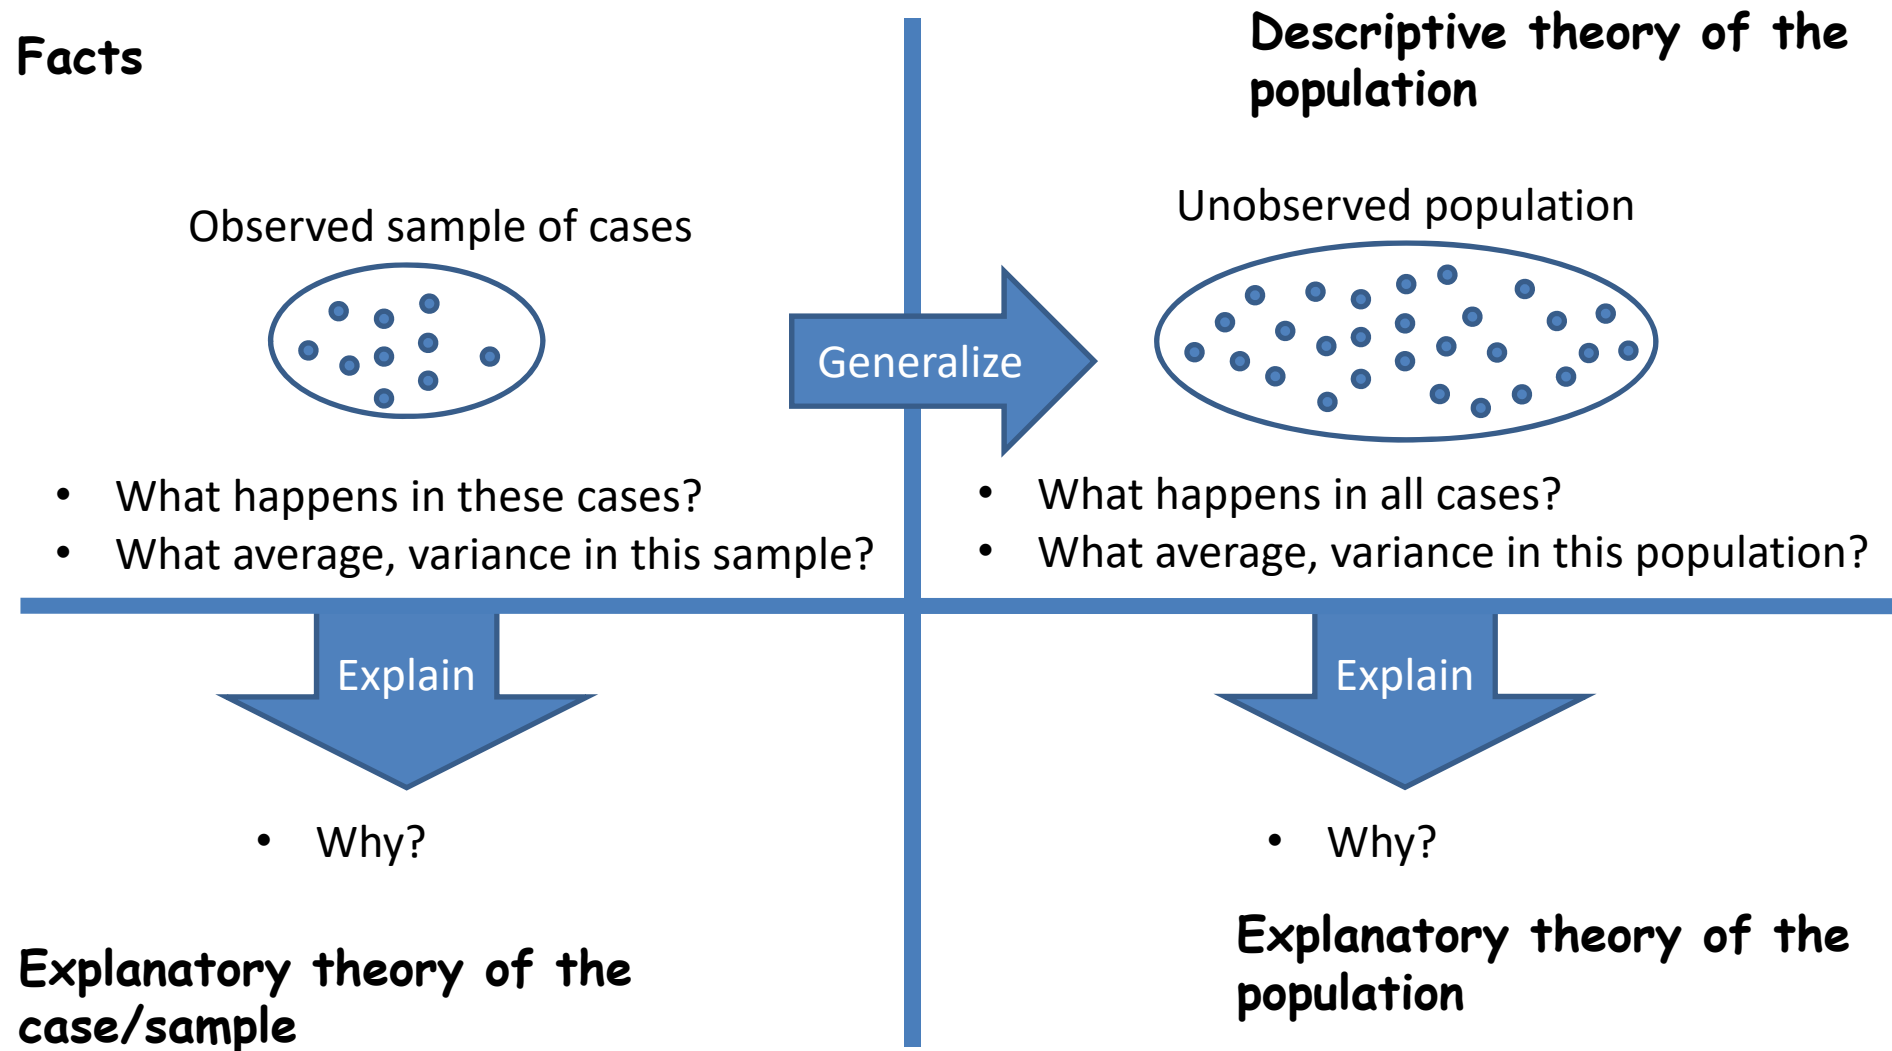 Facts
Descriptive theory of the
population
Observed sample of cases
Unobserved population
Generalize
• What happens in these cases?
• What average, variance in this sample?
• What happens in all cases?
• What average, variance in this population?
Explain
Explain
• Why?
• Why?
Explanatory theory of the
case/sample
Explanatory theory of the
population